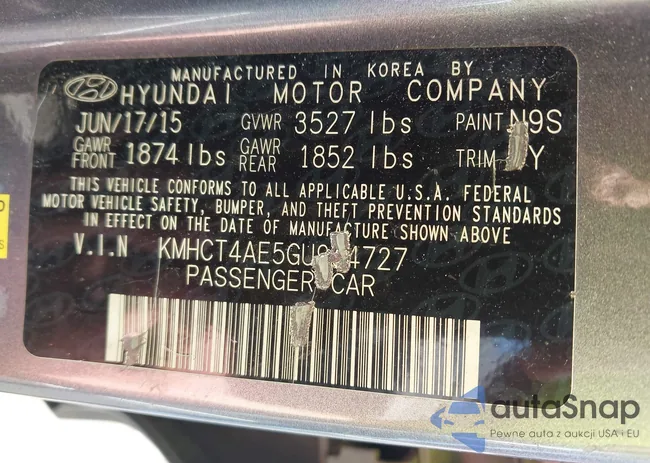 MANUFACTURED IN KOREA BY
HYUNDAI MOTOR COMPANY
JUN/17/15 GVWR 3527 lbs PAINT N9S
GAWR FRONT 1874 lbs GAWR REAR 1852 lbs TRIM Y
THIS VEHICLE CONFORMS TO ALL APPLICABLE U.S.A. FEDERAL
MOTOR VEHICLE SAFETY, BUMPER, AND THEFT PREVENTION STANDARDS
IN EFFECT ON THE DATE OF MANUFACTURE SHOWN ABOVE
V.I.N KMHCT4AE5GU 4727
PASSENGER CAR
autoSnap
Pewne auta z aukcji USA i EU